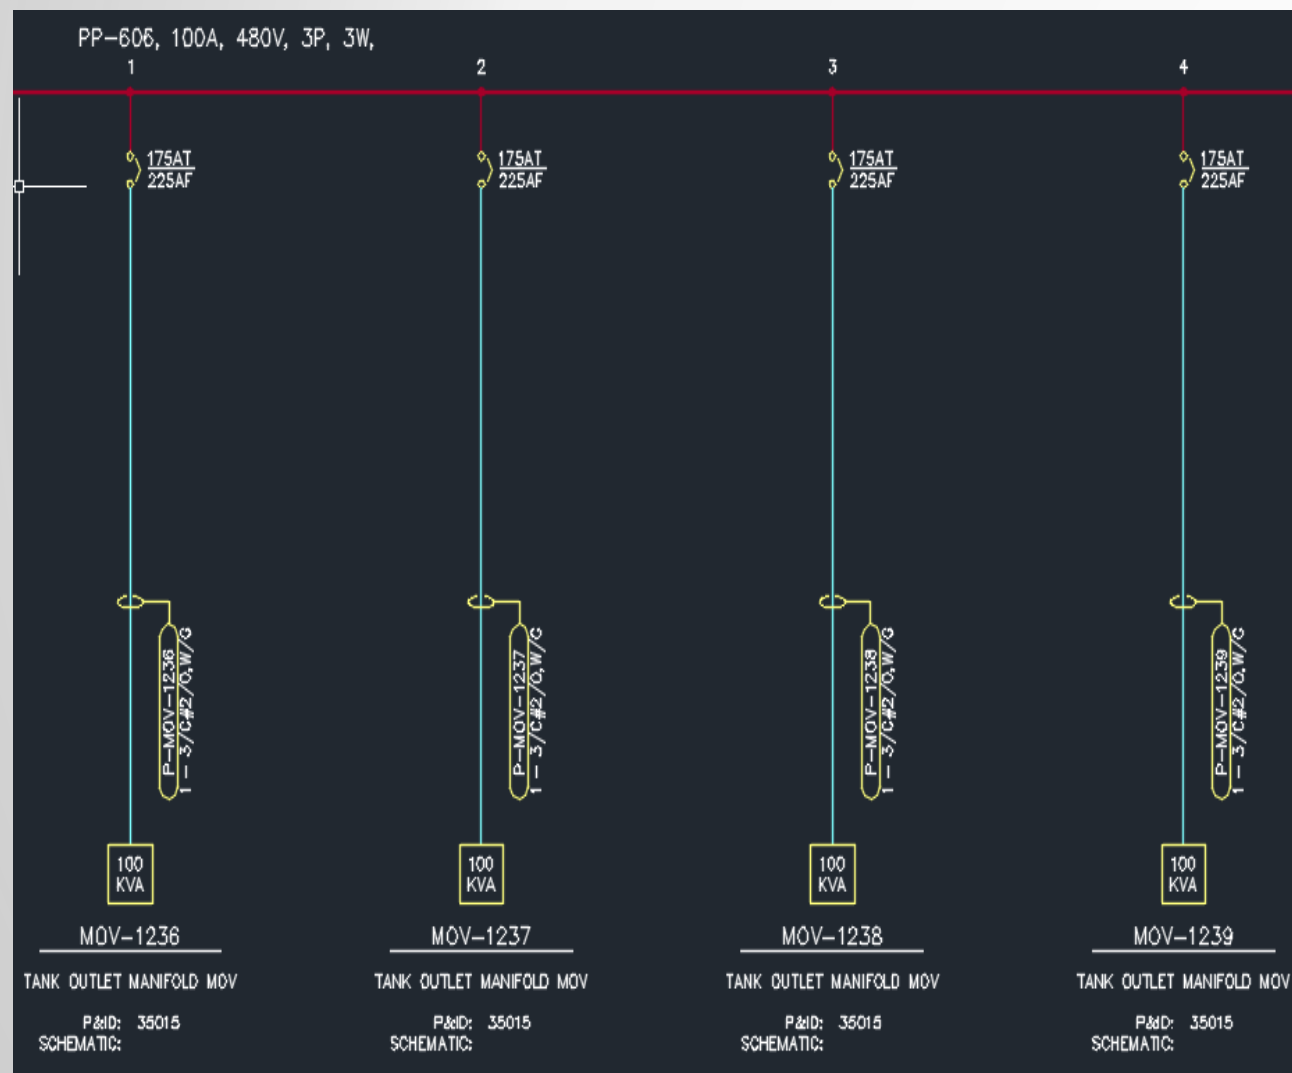 PP-606, 100A, 480V, 3P, 3W,
1 2 3 4
175AT 175AT 175AT 175AT
225AF 225AF 225AF 225AF
P-MOV-1236
1 - 3/C#2/0,W/G
P-MOV-1237
1 - 3/C#2/0,W/G
P-MOV-1238
1 - 3/C#2/0,W/G
P-MOV-1239
1 - 3/C#2/0,W/G
100 100 100 100
KVA KVA KVA KVA
MOV-1236 MOV-1237 MOV-1238 MOV-1239
TANK OUTLET MANIFOLD MOV TANK OUTLET MANIFOLD MOV TANK OUTLET MANIFOLD MOV TANK OUTLET MANIFOLD MOV
P&ID: 35015 P&ID: 35015 P&ID: 35015 P&ID: 35015
SCHEMATIC: SCHEMATIC: SCHEMATIC: SCHEMATIC: